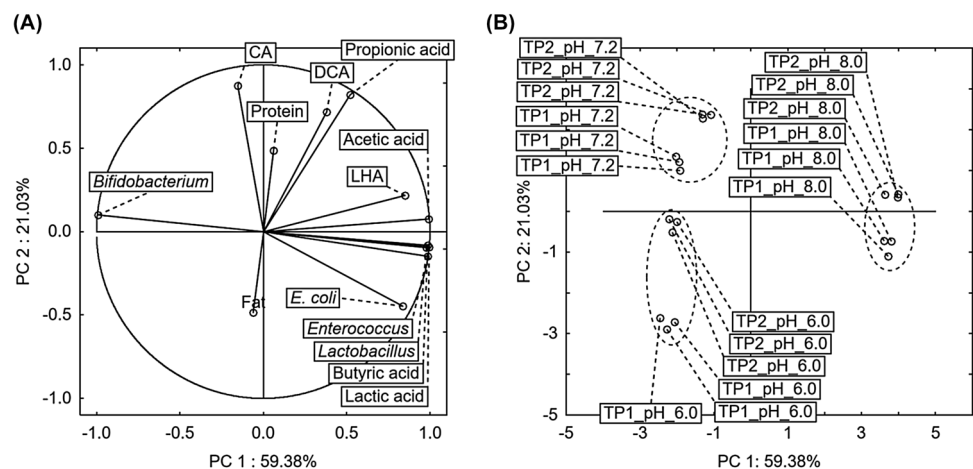 (A)
CA
Propionic acid
DCA
Protein
Acetic acid
LHA
Bifidobacterium
Fat
E. coli
Enterococcus
Lactobacillus
Butyric acid
Lactic acid
1.0
0.5
0.0
-0.5
-1.0
PC 2 : 21.03%
-1.0
-0.5
0.0
0.5
1.0
PC 1 : 59.38%
(B)
TP2_pH_7.2
TP2_pH_7.2
TP2_pH_7.2
TP1_pH_7.2
TP1_pH_7.2
TP1_pH_7.2
TP2_pH_8.0
TP2_pH_8.0
TP2_pH_8.0
TP1_pH_8.0
TP1_pH_8.0
TP1_pH_8.0
TP2_pH_6.0
TP2_pH_6.0
TP2_pH_6.0
TP1_pH_6.0
TP1_pH_6.0
TP1_pH_6.0
-1
-3
-5
PC 2: 21.03%
-5
-3
-1
1
3
5
PC 1: 59.38%